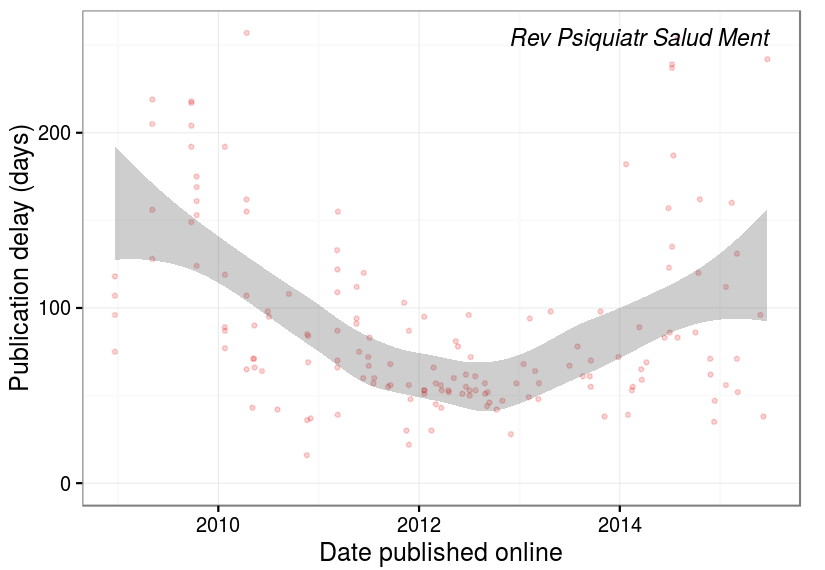 Rev Psiquiatr Salud Ment
Publication delay (days)
200
100
0
2010 2012 2014
Date published online